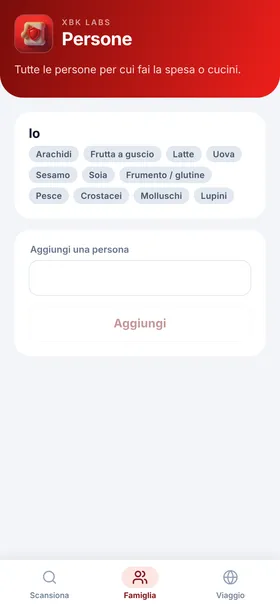 XBK LABS
Persone
Tutte le persone per cui fai la spesa o cucini.
Io
Arachidi Frutta a guscio Latte Uova
Sesamo Soia Frumento / glutine
Pesce Crostacei Molluschi Lupini
Aggiungi una persona
Aggiungi
Scansiona Famiglia Viaggio